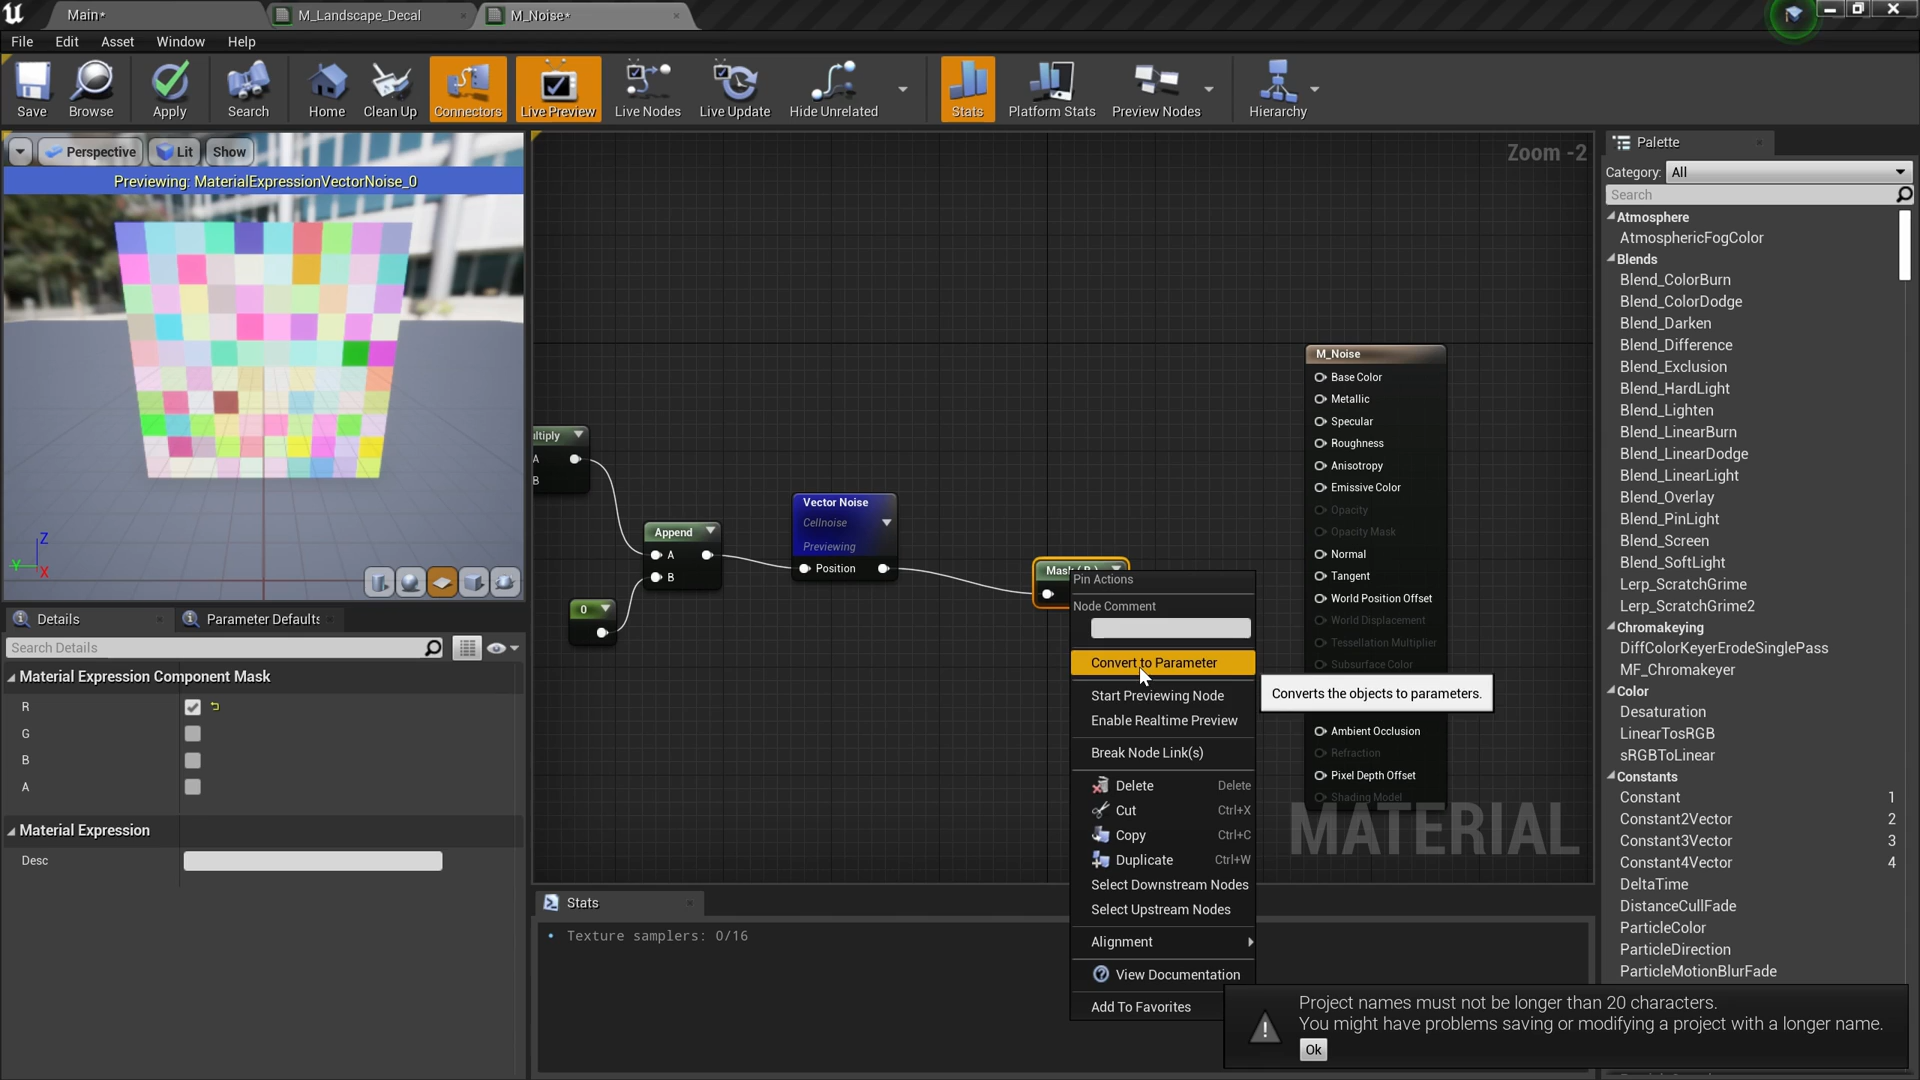 Main*
M_Landscape_Decal
M_Noise*
File
Edit
Asset
Window
Help
Save
Browse
Apply
Search
Home
Clean Up
Connectors
Live Preview
Live Nodes
Live Update
Hide Unrelated
Stats
Platform Stats
Preview Nodes
Hierarchy
Perspective
Lit
Show
Previewing: MaterialExpressionVectorNoise_0
Z
Y
X
Details
Parameter Defaults
Search Details
Material Expression Component Mask
R
G
B
A
Material Expression
Desc
Zoom -2
ltiply
A
B
Append
A
B
0
Vector Noise
Cellnoise
Previewing
Position
Mask ( R )
Pin Actions
Node Comment
Convert to Parameter
Start Previewing Node
Enable Realtime Preview
Break Node Link(s)
Delete Delete
Cut Ctrl+X
Copy Ctrl+C
Duplicate Ctrl+W
Select Downstream Nodes
Select Upstream Nodes
Alignment
View Documentation
Add To Favorites
Converts the objects to parameters.
M_Noise
Base Color
Metallic
Specular
Roughness
Anisotropy
Emissive Color
Opacity
Opacity Mask
Normal
Tangent
World Position Offset
World Displacement
Tessellation Multiplier
Subsurface Color
Ambient Occlusion
Refraction
Pixel Depth Offset
Shading Model
MATERIAL
Stats
Texture samplers: 0/16
Palette
Category: All
Search
Atmosphere
AtmosphericFogColor
Blends
Blend_ColorBurn
Blend_ColorDodge
Blend_Darken
Blend_Difference
Blend_Exclusion
Blend_HardLight
Blend_Lighten
Blend_LinearBurn
Blend_LinearDodge
Blend_LinearLight
Blend_Overlay
Blend_PinLight
Blend_Screen
Blend_SoftLight
Lerp_ScratchGrime
Lerp_ScratchGrime2
Chromakeying
DiffColorKeyerErodeSinglePass
MF_Chromakeyer
Color
Desaturation
LinearTosRGB
sRGBToLinear
Constants
Constant 1
Constant2Vector 2
Constant3Vector 3
Constant4Vector 4
DeltaTime
DistanceCullFade
ParticleColor
ParticleDirection
ParticleMotionBlurFade
Project names must not be longer than 20 characters.
You might have problems saving or modifying a project with a longer name.
Ok